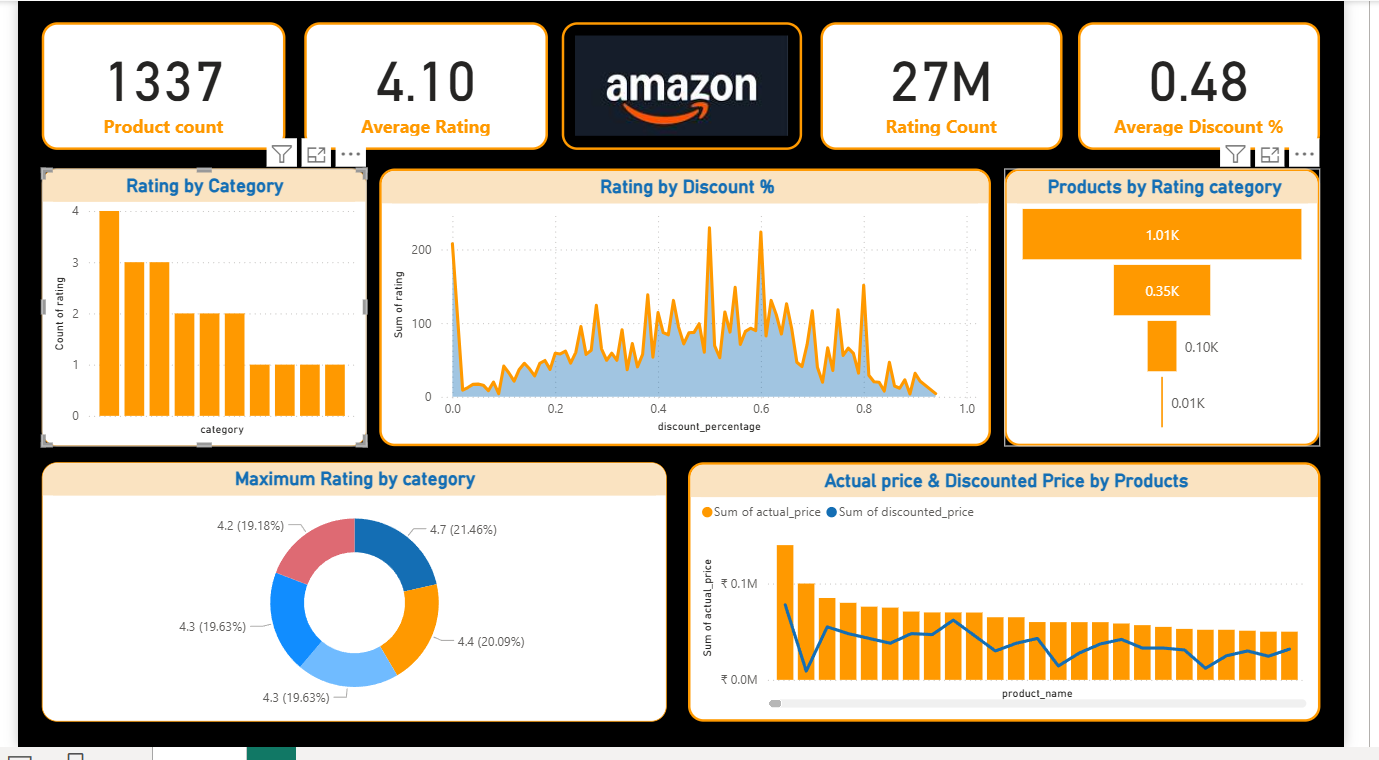 1337
Product count
4.10
Average Rating
amazon
27M
Rating Count
0.48
Average Discount %
Rating by Category
4
3
2
1
0
Count of rating
category
Rating by Discount %
200
100
0
Sum of rating
0.0
0.2
0.4
0.6
0.8
1.0
discount_percentage
Products by Rating category
1.01K
0.35K
0.10K
0.01K
Maximum Rating by category
4.2 (19.18%)
4.7 (21.46%)
4.3 (19.63%)
4.4 (20.09%)
4.3 (19.63%)
Actual price & Discounted Price by Products
Sum of actual_price
Sum of discounted_price
Sum of actual_price
₹ 0.1M
₹ 0.0M
product_name